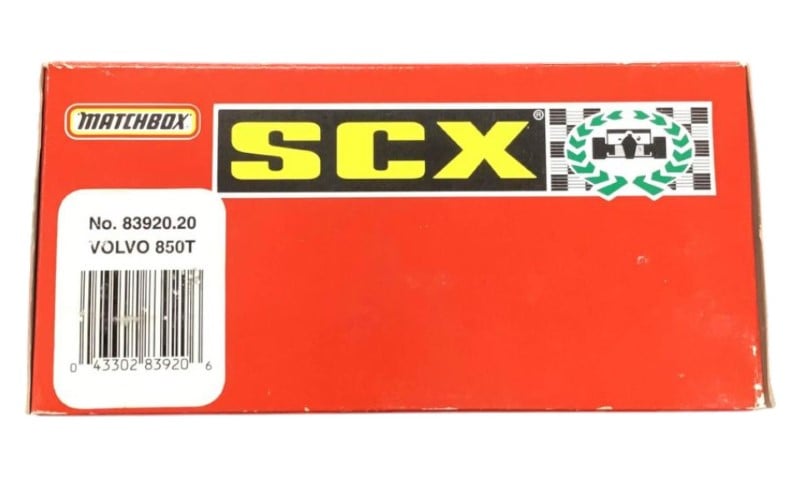 MATCHBOX
SCX®
No. 83920.20
VOLVO 850T
0 43302 83920 6